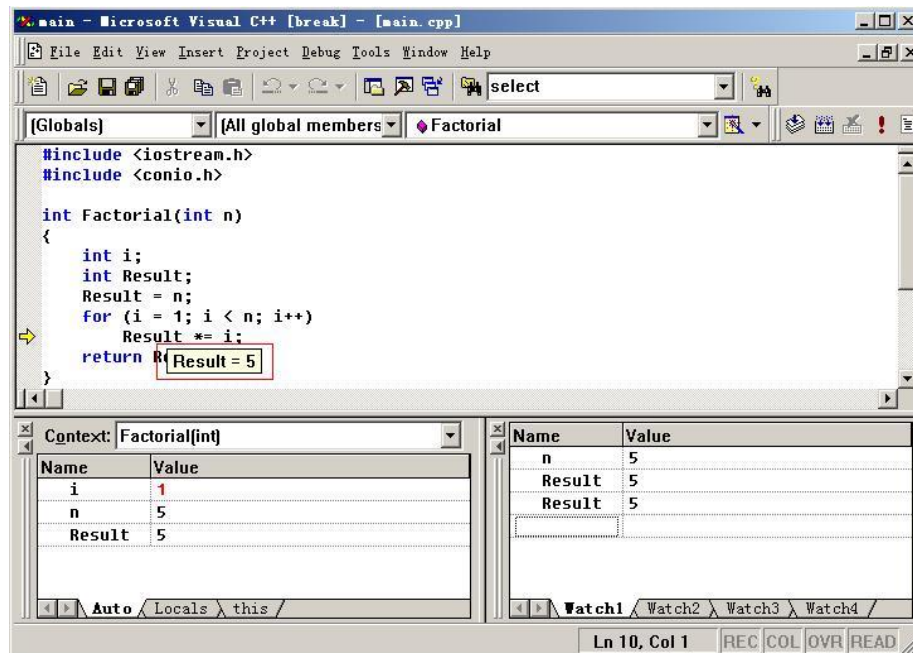 main - Microsoft Visual C++ [break] - [main.cpp]
File Edit View Insert Project Debug Tools Window Help
select
(Globals) (All global members Factorial
#include <iostream.h>
#include <conio.h>
int Factorial(int n)
{
int i;
int Result;
Result = n;
for (i = 1; i < n; i++)
Result *= i;
return R
Result = 5
}
Context: Factorial(int)
Name Value
i 1
n 5
Result 5
Auto Locals this
Name Value
n 5
Result 5
Result 5
Watch1 Watch2 Watch3 Watch4
Ln 10, Col 1 REC COL OVR READ